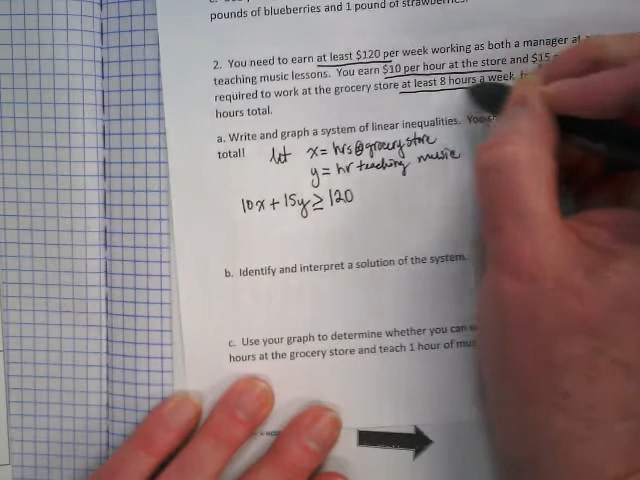 pounds of blueberries and 1 pound of strawberries.
2. You need to earn at least $120 per week working as both a manager at a
teaching music lessons. You earn $10 per hour at the store and $15
required to work at the grocery store at least 8 hours a week,
hours total.
a. Write and graph a system of linear inequalities. You
total!
let x = hrs @ grocery store
y = hr teaching music
10x + 15y ≥ 120
b. Identify and interpret a solution of the system.
c. Use your graph to determine whether you can
hours at the grocery store and teach 1 hour of